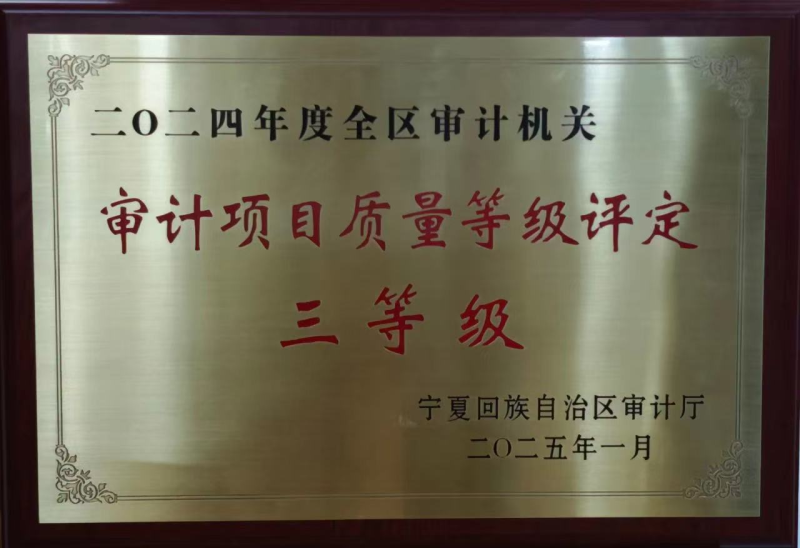 二〇二四年度全区审计机关
审计项目质量等级评定
三等级
宁夏回族自治区审计厅
二〇二五年一月